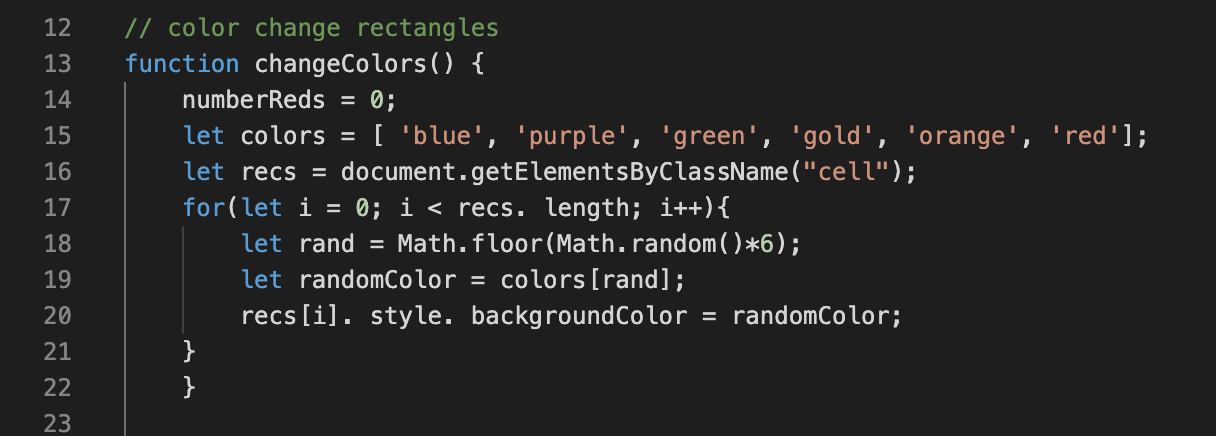 12 // color change rectangles
13 function changeColors() {
14     numberReds = 0;
15     let colors = [ 'blue', 'purple', 'green', 'gold', 'orange', 'red'];
16     let recs = document.getElementsByClassName("cell");
17     for(let i = 0; i < recs. length; i++){
18         let rand = Math.floor(Math.random()*6);
19         let randomColor = colors[rand];
20         recs[i]. style. backgroundColor = randomColor;
21     }
22     }
23